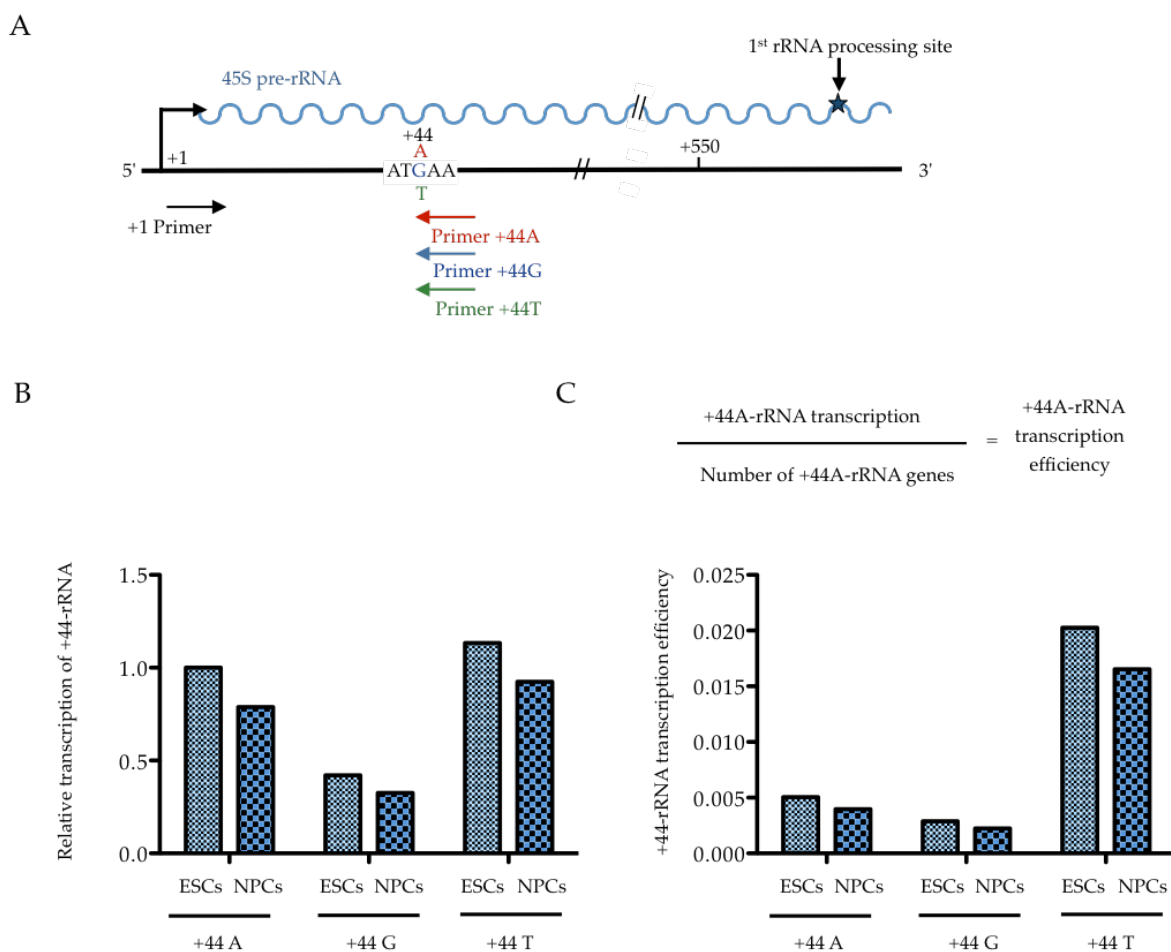 A
1st rRNA processing site
45S pre-rRNA
+44
+1
A
+550
5'
ATGAA
3'
T
+1 Primer
Primer +44A
Primer +44G
Primer +44T
B
C
+44A-rRNA transcription
Number of +44A-rRNA genes
=
+44A-rRNA
transcription
efficiency
Relative transcription of +44-rRNA
1.5
1.0
0.5
0.0
ESCs NPCs ESCs NPCs ESCs NPCs
+44 A +44 G +44 T
+44-rRNA transcription efficiency
0.025
0.020
0.015
0.010
0.005
0.000
ESCs NPCs ESCs NPCs ESCs NPCs
+44 A +44 G +44 T